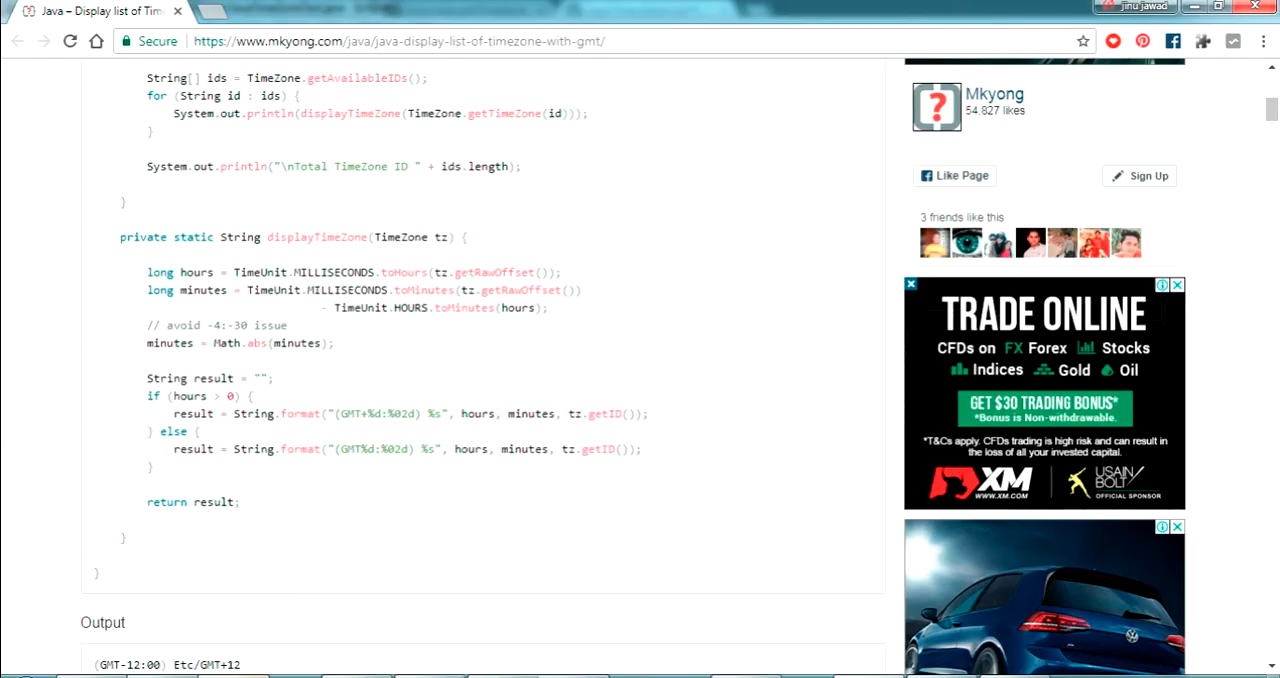 Java – Display list of Tim
jinu jawad
Secure
https://www.mkyong.com/java/java-display-list-of-timezone-with-gmt/
String[] ids = TimeZone.getAvailableIDs();
for (String id : ids) {
System.out.println(displayTimeZone(TimeZone.getTimeZone(id)));
}
System.out.println("\nTotal TimeZone ID " + ids.length);
}
private static String displayTimeZone(TimeZone tz) {
long hours = TimeUnit.MILLISECONDS.toHours(tz.getRawOffset());
long minutes = TimeUnit.MILLISECONDS.toMinutes(tz.getRawOffset())
- TimeUnit.HOURS.toMinutes(hours);
// avoid -4:-30 issue
minutes = Math.abs(minutes);
String result = "";
if (hours > 0) {
result = String.format("(GMT+%d:%02d) %s", hours, minutes, tz.getID());
} else {
result = String.format("(GMT%d:%02d) %s", hours, minutes, tz.getID());
}
return result;
}
}
Output
(GMT-12:00) Etc/GMT+12
Mkyong
54,827 likes
Like Page
Sign Up
3 friends like this
TRADE ONLINE
CFDs on FX Forex Stocks
Indices Gold Oil
GET $30 TRADING BONUS*
*Bonus is Non-withdrawable.
*T&Cs apply. CFDs trading is high risk and can result in
the loss of all your invested capital.
XM
WWW.XM.COM
USAIN
BOLT
OFFICIAL SPONSOR